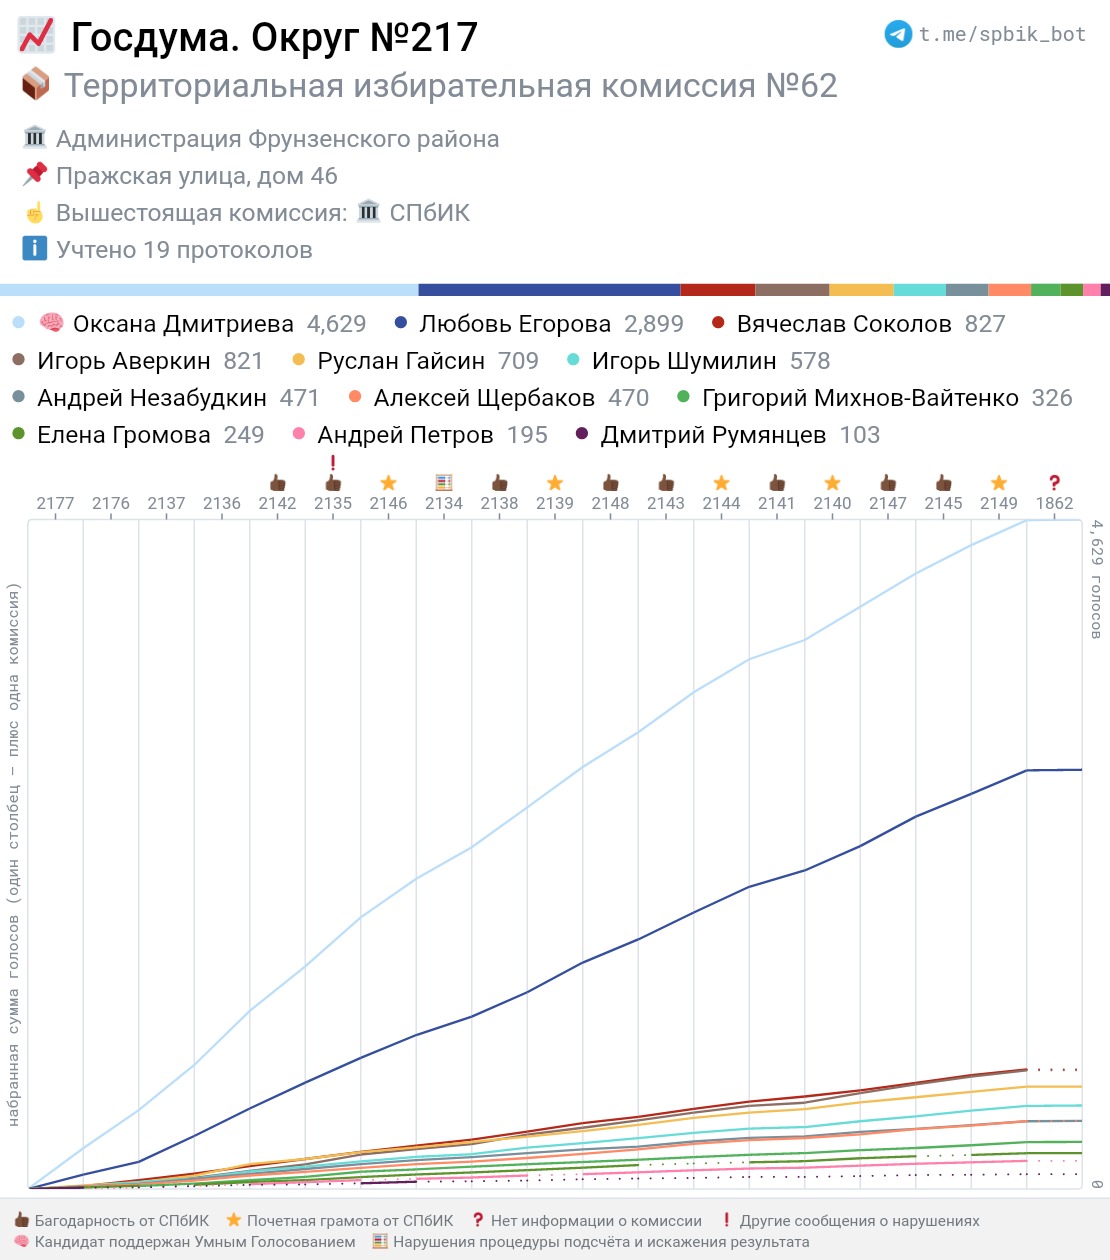 Госдума. Округ №217
t.me/spbik_bot
Территориальная избирательная комиссия №62
Администрация Фрунзенского района
Пражская улица, дом 46
Вышестоящая комиссия: СПбИК
Учтено 19 протоколов
Оксана Дмитриева 4,629 Любовь Егорова 2,899 Вячеслав Соколов 827
Игорь Аверкин 821 Руслан Гайсин 709 Игорь Шумилин 578
Андрей Незабудкин 471 Алексей Щербаков 470 Григорий Михнов-Вайтенко 326
Елена Громова 249 Андрей Петров 195 Дмитрий Румянцев 103
2177 2176 2137 2136 2142 2135 2146 2134 2138 2139 2148 2143 2144 2141 2140 2147 2145 2149 1862
набранная сумма голосов (один столбец — плюс одна комиссия)
4,629 голосов
0
Багодарность от СПбИК Почетная грамота от СПбИК Нет информации о комиссии Другие сообщения о нарушениях
Кандидат поддержан Умным Голосованием Нарушения процедуры подсчёта и искажения результата